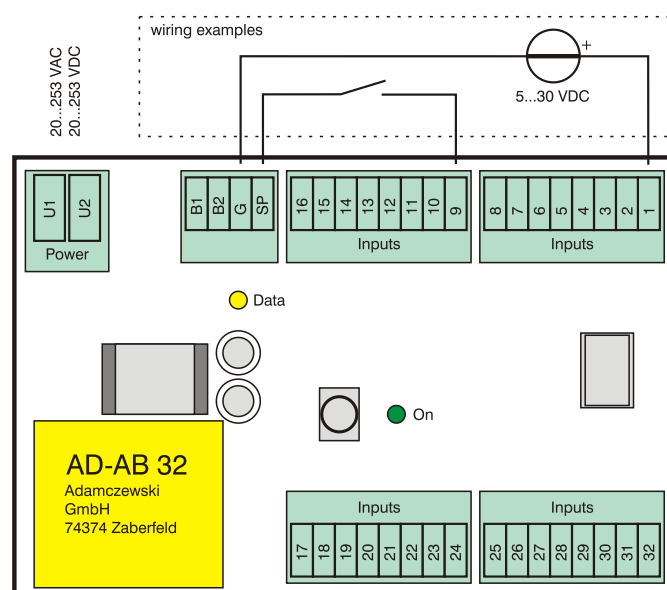 wiring examples
20...253 VAC
20...253 VDC
+
5...30 VDC
U1 U2
Power
B1 B2 G SP
16 15 14 13 12 11 10 9
Inputs
8 7 6 5 4 3 2 1
Inputs
Data
On
AD-AB 32
Adamczewski
GmbH
74374 Zaberfeld
Inputs
17 18 19 20 21 22 23 24
Inputs
25 26 27 28 29 30 31 32